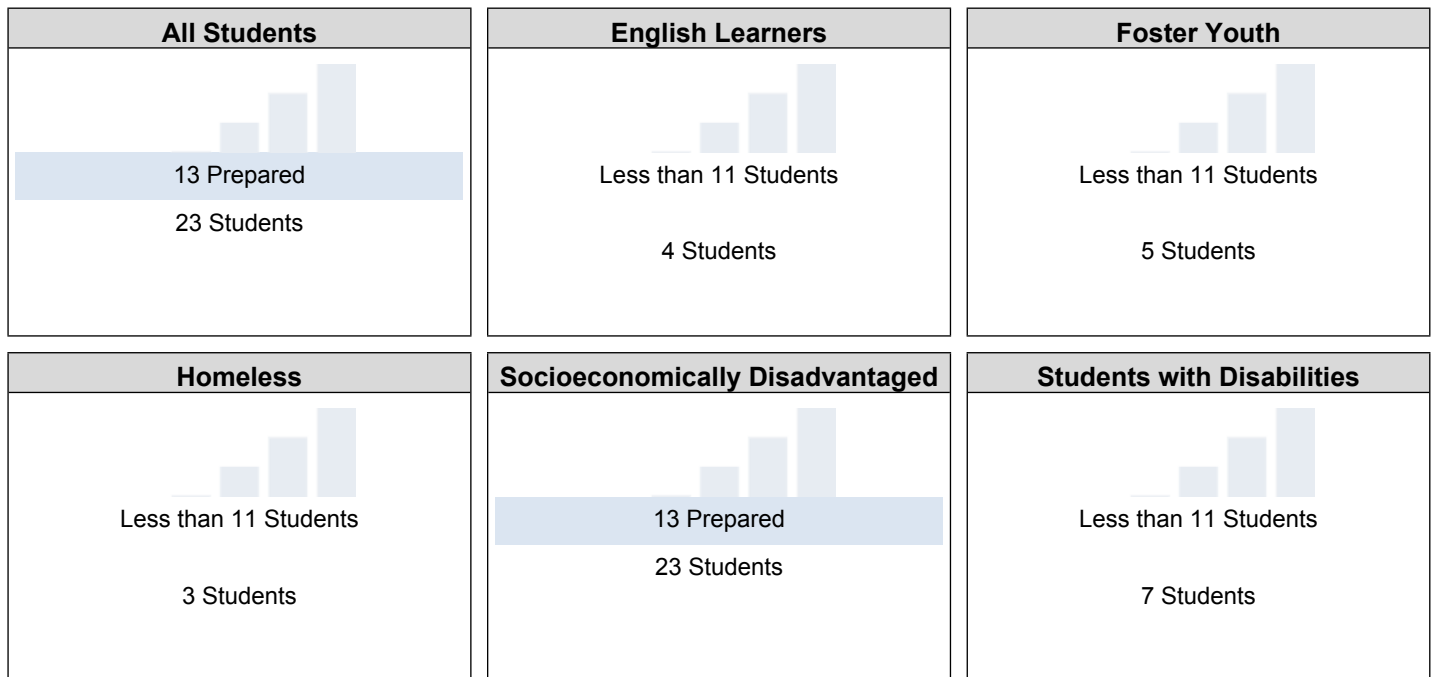 All Students
13 Prepared
23 Students
English Learners
Less than 11 Students
4 Students
Foster Youth
Less than 11 Students
5 Students
Homeless
Less than 11 Students
3 Students
Socioeconomically Disadvantaged
13 Prepared
23 Students
Students with Disabilities
Less than 11 Students
7 Students